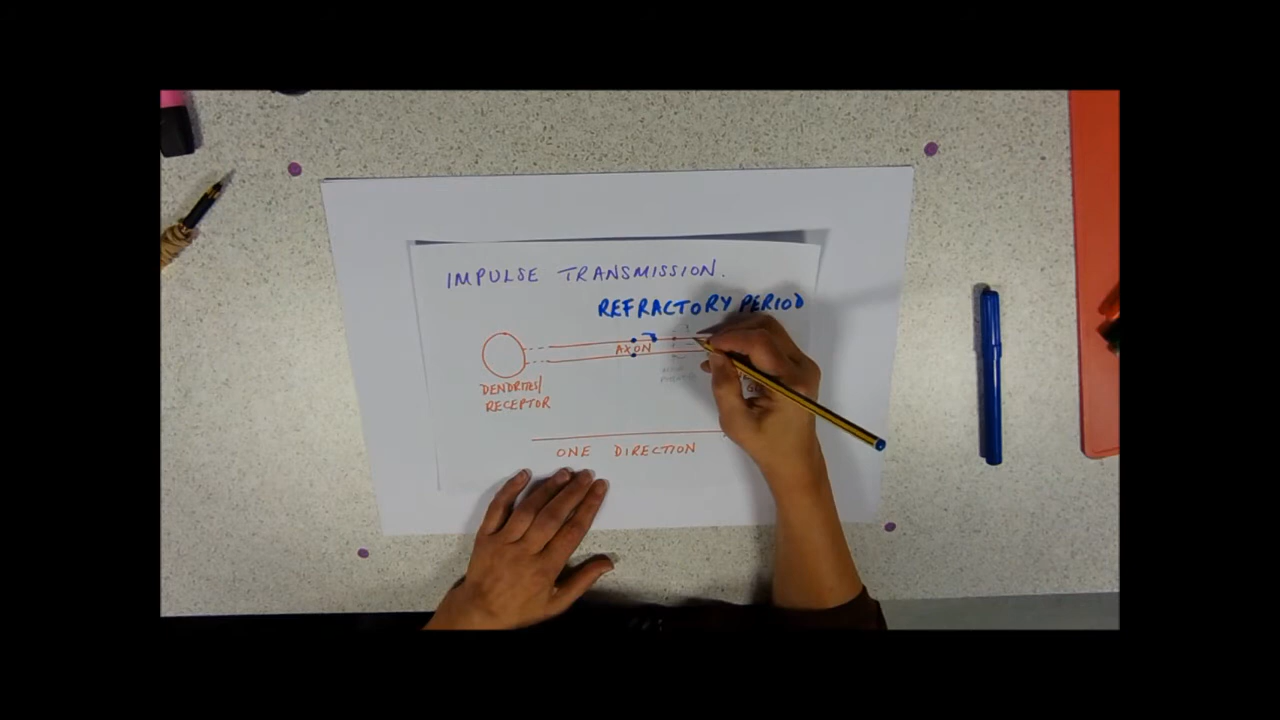 IMPULSE TRANSMISSION.
REFRACTORY PERIOD
AXON
DENDRITES/
RECEPTOR
ONE DIRECTION